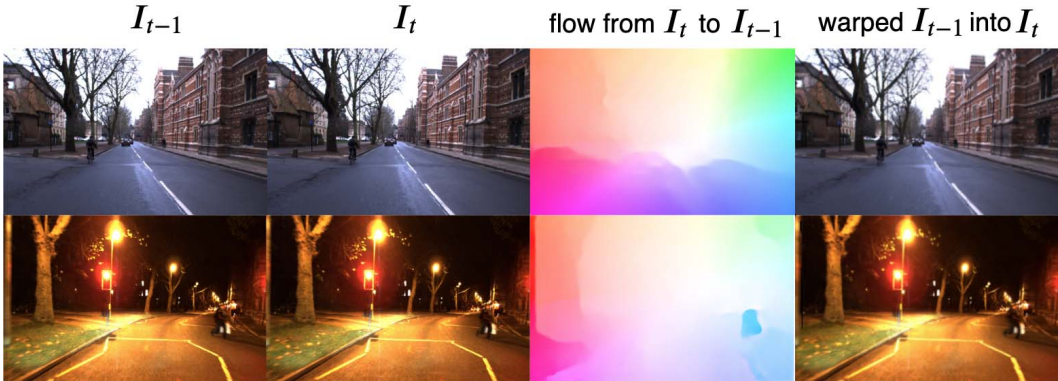 I_{t−1} I_t flow from I_t to I_{t−1} warped I_{t−1} into I_t